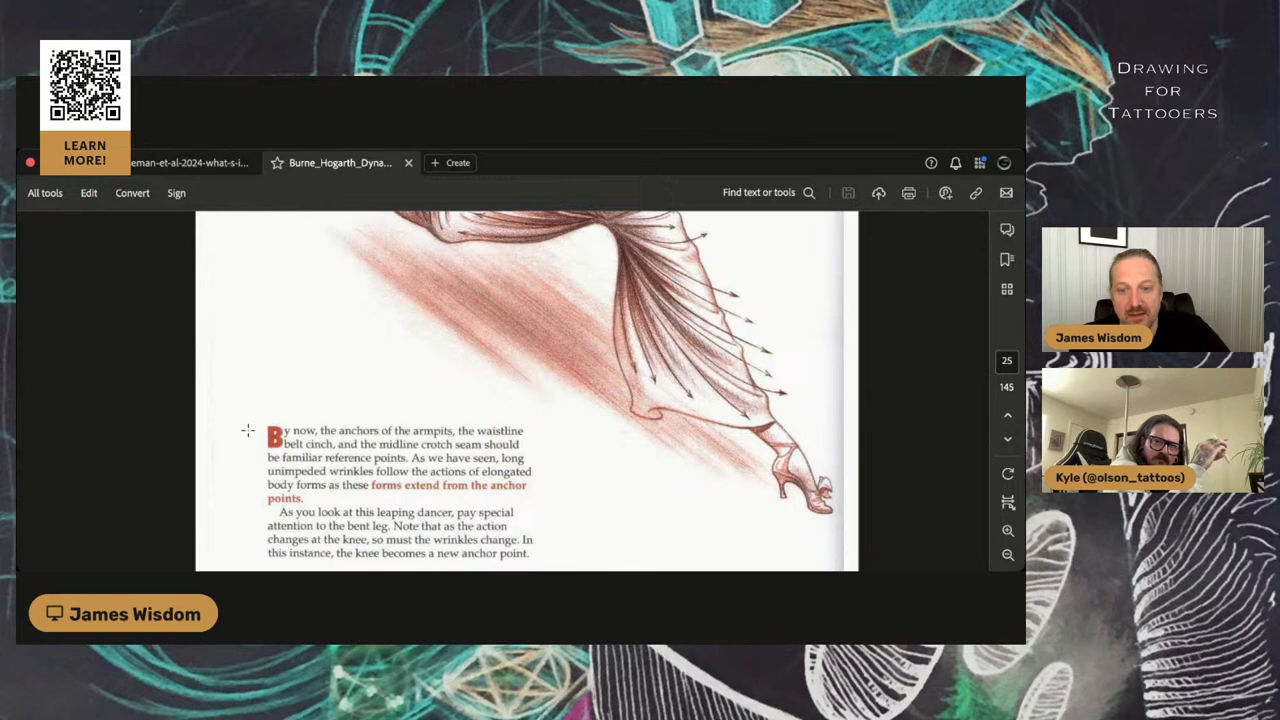 DRAWING
FOR
TATTOOERS
LEARN
MORE!
eman-et-al-2024-what-s-i...
Burne_Hogarth_Dyna...
Create
All tools
Edit
Convert
Sign
Find text or tools
25
145
By now, the anchors of the armpits, the waistline
belt cinch, and the midline crotch seam should
be familiar reference points. As we have seen, long
unimpeded wrinkles follow the actions of elongated
body forms as these forms extend from the anchor
points.
As you look at this leaping dancer, pay special
attention to the bent leg. Note that as the action
changes at the knee, so must the wrinkles change. In
this instance, the knee becomes a new anchor point.
James Wisdom
Kyle (@olson_tattoos)
James Wisdom